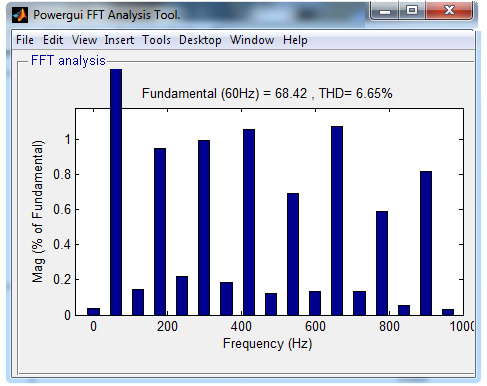 Powergui FFT Analysis Tool.
File Edit View Insert Tools Desktop Window Help
FFT analysis
Fundamental (60Hz) = 68.42 , THD= 6.65%
Mag (% of Fundamental)
1
0.8
0.6
0.4
0.2
0
0 200 400 600 800 1000
Frequency (Hz)